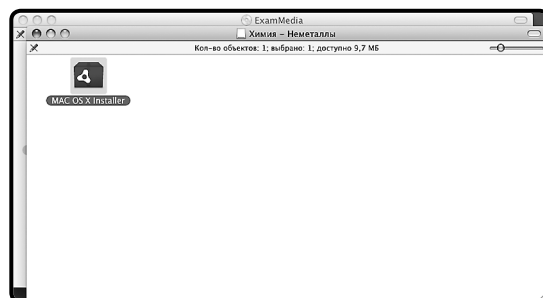 ExamMedia
Химия – Неметаллы
Кол-во объектов: 1; выбрано: 1; доступно 9,7 МБ
MAC OS X Installer